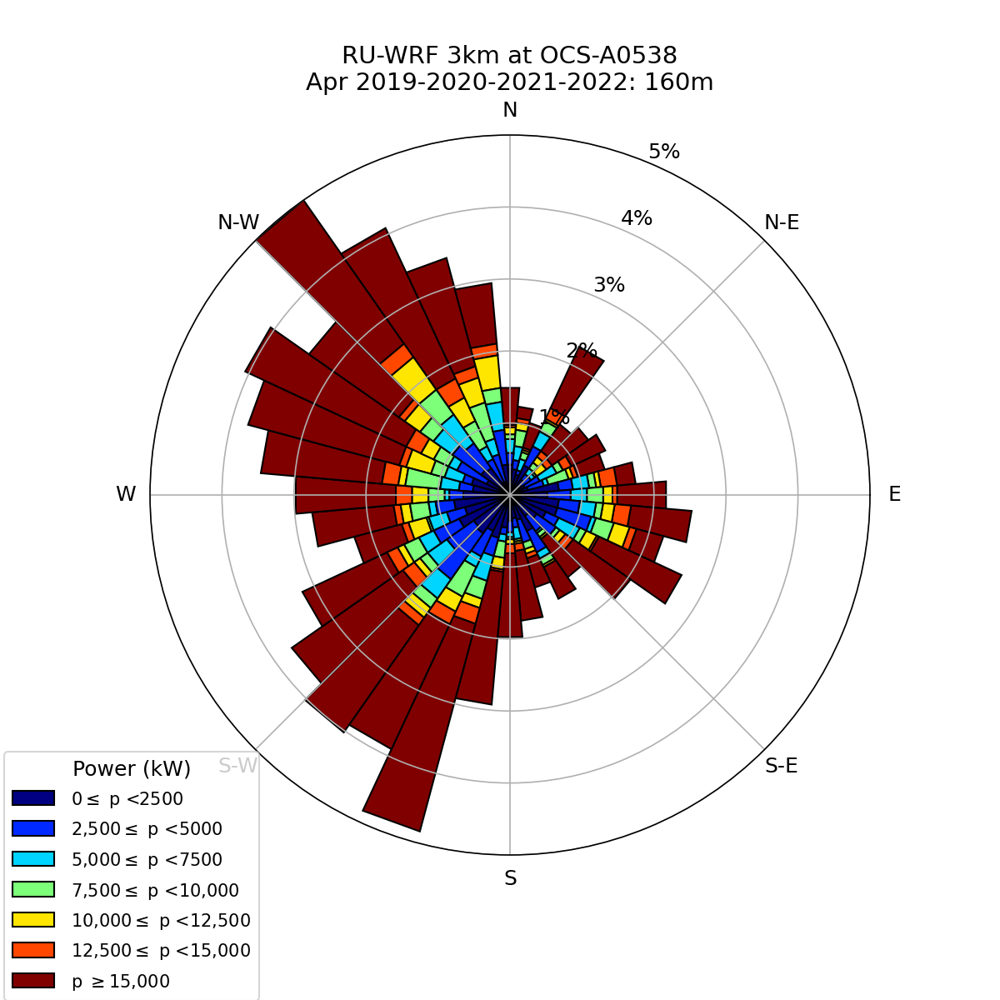 RU-WRF 3km at OCS-A0538
Apr 2019-2020-2021-2022: 160m
N
5%
4%
N-W
N-E
3%
2%
1%
W
E
S-W
S-E
S
Power (kW)
0≤ p <2500
2,500≤ p <5000
5,000≤ p <7500
7,500≤ p <10,000
10,000≤ p <12,500
12,500≤ p <15,000
p ≥15,000